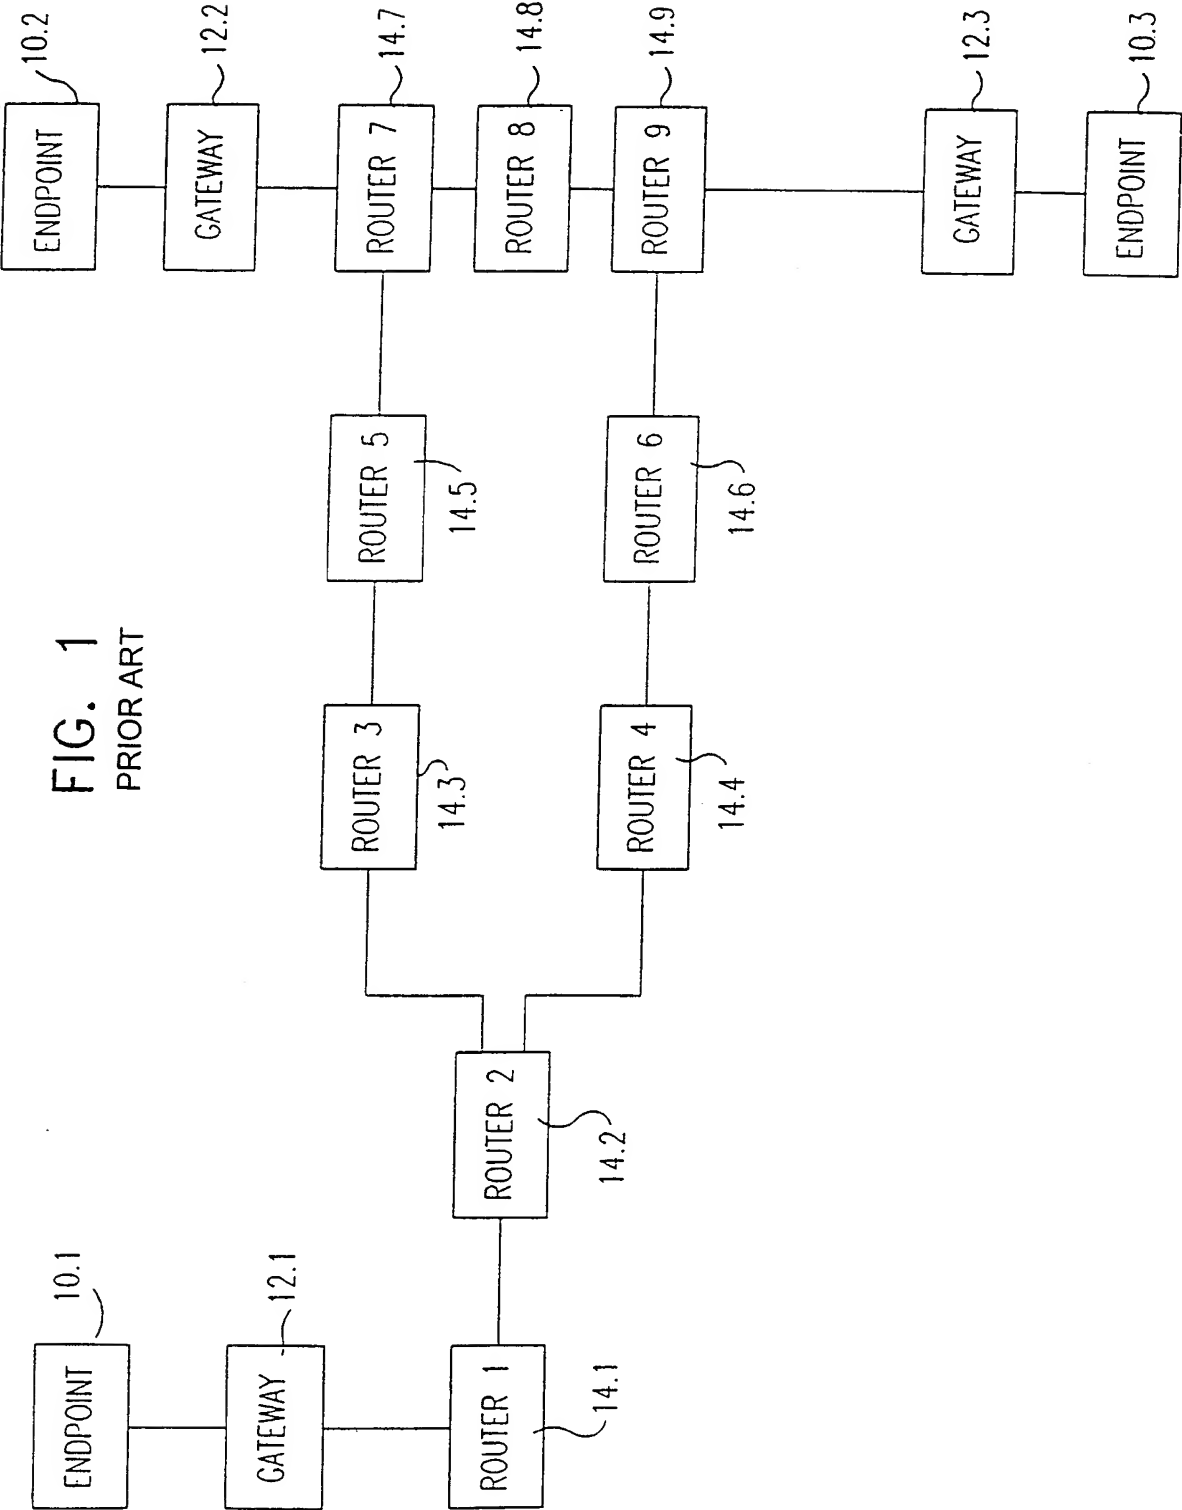 FIG. 1
PRIOR ART
10.1
ENDPOINT
12.1
GATEWAY
ROUTER 1
14.1
ROUTER 2
14.2
ROUTER 3
14.3
ROUTER 4
14.4
ROUTER 5
14.5
ROUTER 6
14.6
10.2
ENDPOINT
12.2
GATEWAY
14.7
ROUTER 7
14.8
ROUTER 8
14.9
ROUTER 9
12.3
GATEWAY
10.3
ENDPOINT